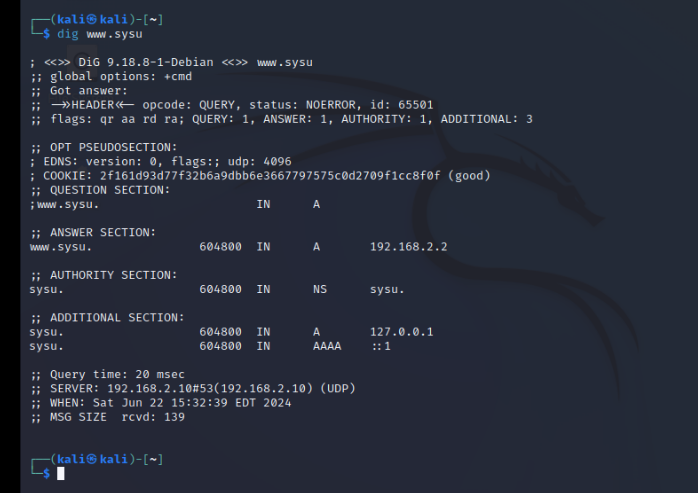 ┌──(kali㉿kali)-[~]
└─$ dig www.sysu

; <<>> DiG 9.18.8-1-Debian <<>> www.sysu
;; global options: +cmd
;; Got answer:
;; ->>HEADER<<- opcode: QUERY, status: NOERROR, id: 65501
;; flags: qr aa rd ra; QUERY: 1, ANSWER: 1, AUTHORITY: 1, ADDITIONAL: 3

;; OPT PSEUDOSECTION:
; EDNS: version: 0, flags:; udp: 4096
; COOKIE: 2f161d93d77f32b6a9dbb6e3667797575c0d2709f1cc8f0f (good)
;; QUESTION SECTION:
;www.sysu. IN A

;; ANSWER SECTION:
www.sysu. 604800 IN A 192.168.2.2

;; AUTHORITY SECTION:
sysu. 604800 IN NS sysu.

;; ADDITIONAL SECTION:
sysu. 604800 IN A 127.0.0.1
sysu. 604800 IN AAAA ::1

;; Query time: 20 msec
;; SERVER: 192.168.2.10#53(192.168.2.10) (UDP)
;; WHEN: Sat Jun 22 15:32:39 EDT 2024
;; MSG SIZE rcvd: 139

┌──(kali㉿kali)-[~]
└─$